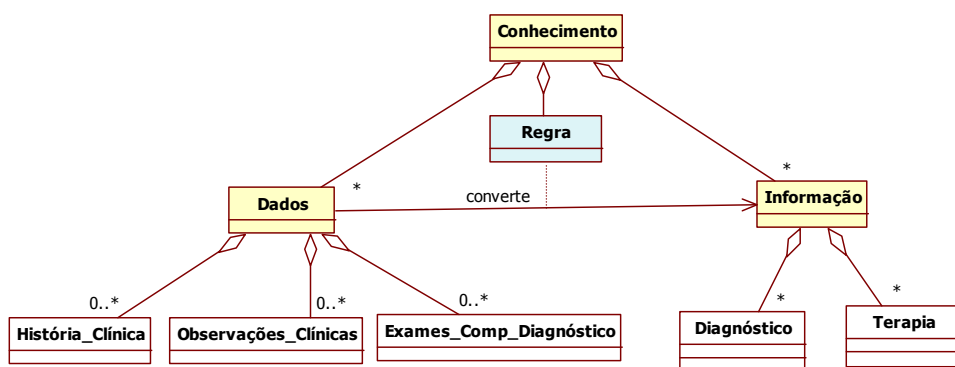 Conhecimento
Regra
*
*
Dados
converte
Informação
0..*
0..*
0..*
*
*
História_Clínica
Observações_Clínicas
Exames_Comp_Diagnóstico
Diagnóstico
Terapia